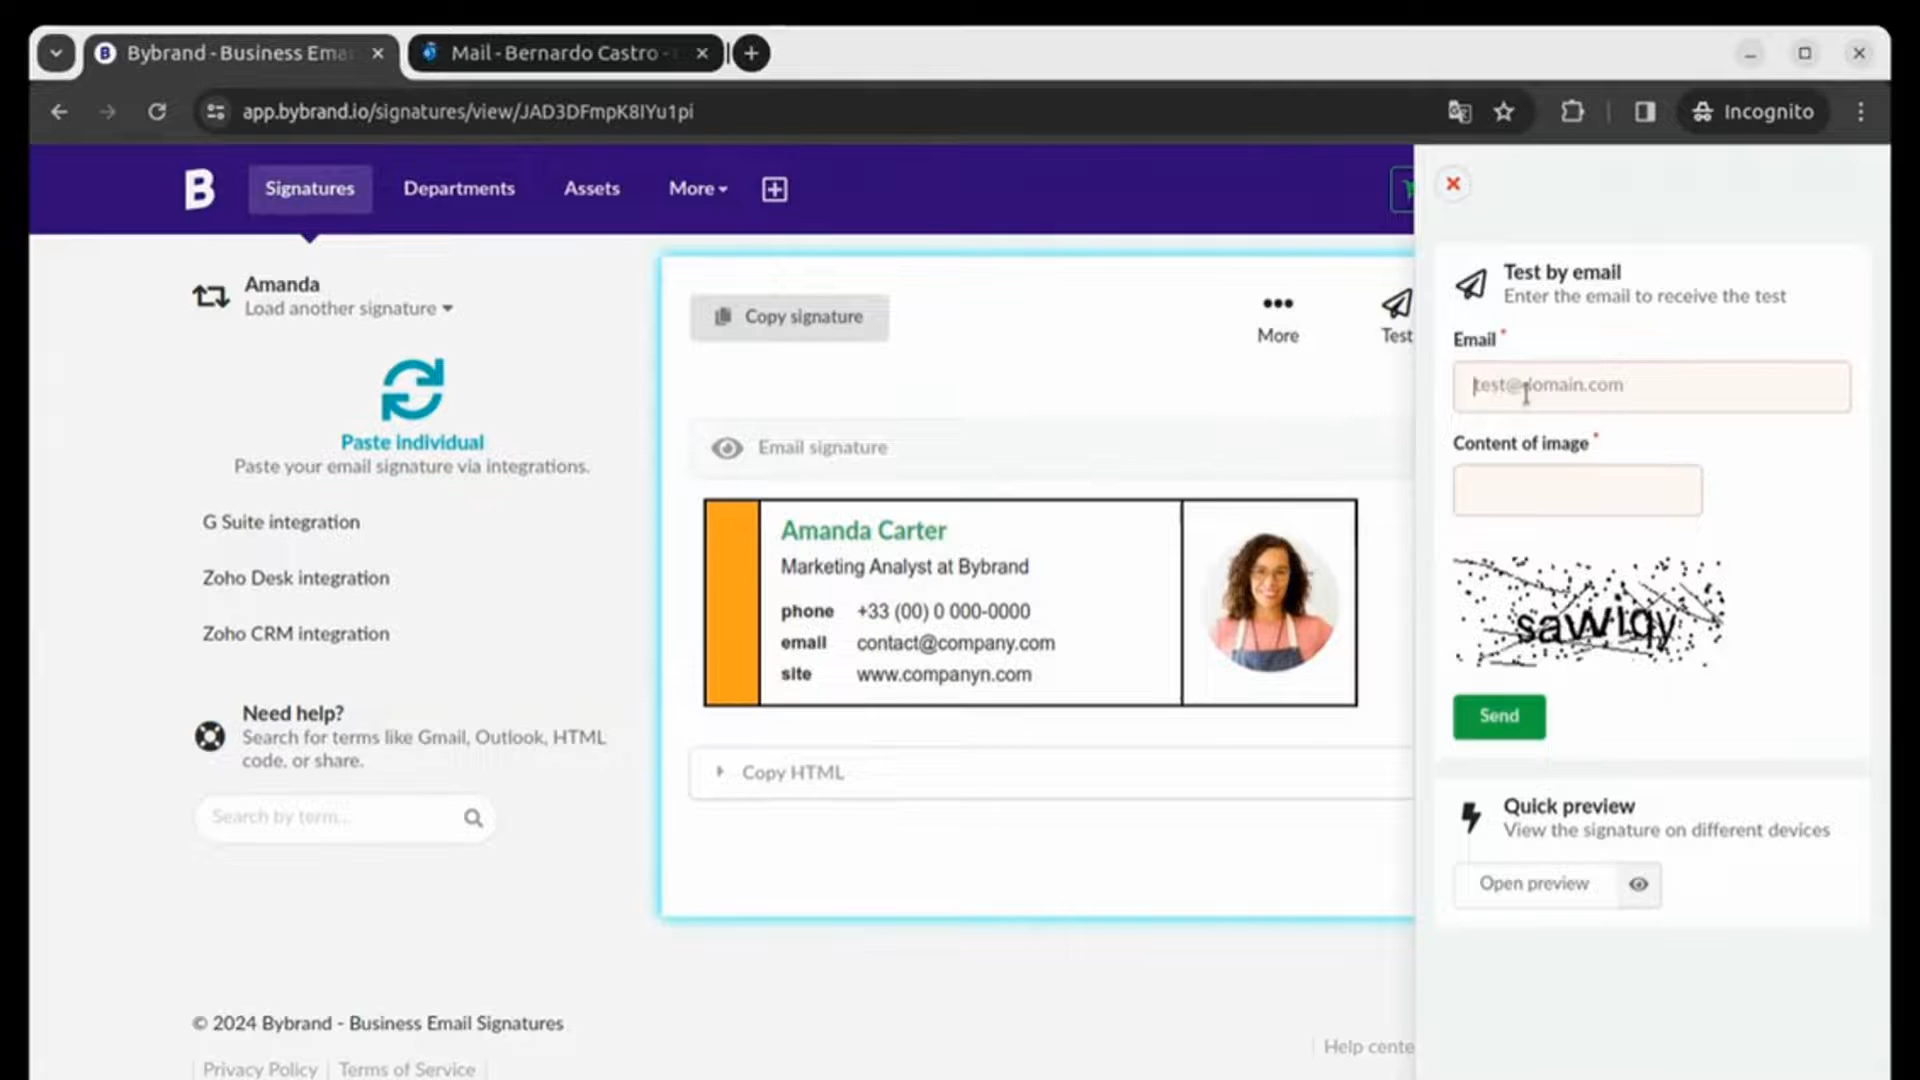 Bybrand - Business Ema
Mail - Bernardo Castro -
app.bybrand.io/signatures/view/JAD3DFmpK8IYu1pi
Incognito
B
Signatures
Departments
Assets
More
Amanda
Load another signature
Paste individual
Paste your email signature via integrations.
G Suite integration
Zoho Desk integration
Zoho CRM integration
Need help?
Search for terms like Gmail, Outlook, HTML
code, or share.
Search by term...
Copy signature
More
Test
Email signature
Amanda Carter
Marketing Analyst at Bybrand
phone +33 (00) 0 000-0000
email contact@company.com
site www.companyn.com
Copy HTML
Test by email
Enter the email to receive the test
Email *
test@domain.com
Content of image *
sawiqy
Send
Quick preview
View the signature on different devices
Open preview
© 2024 Bybrand - Business Email Signatures
Privacy Policy
Terms of Service
Help cente